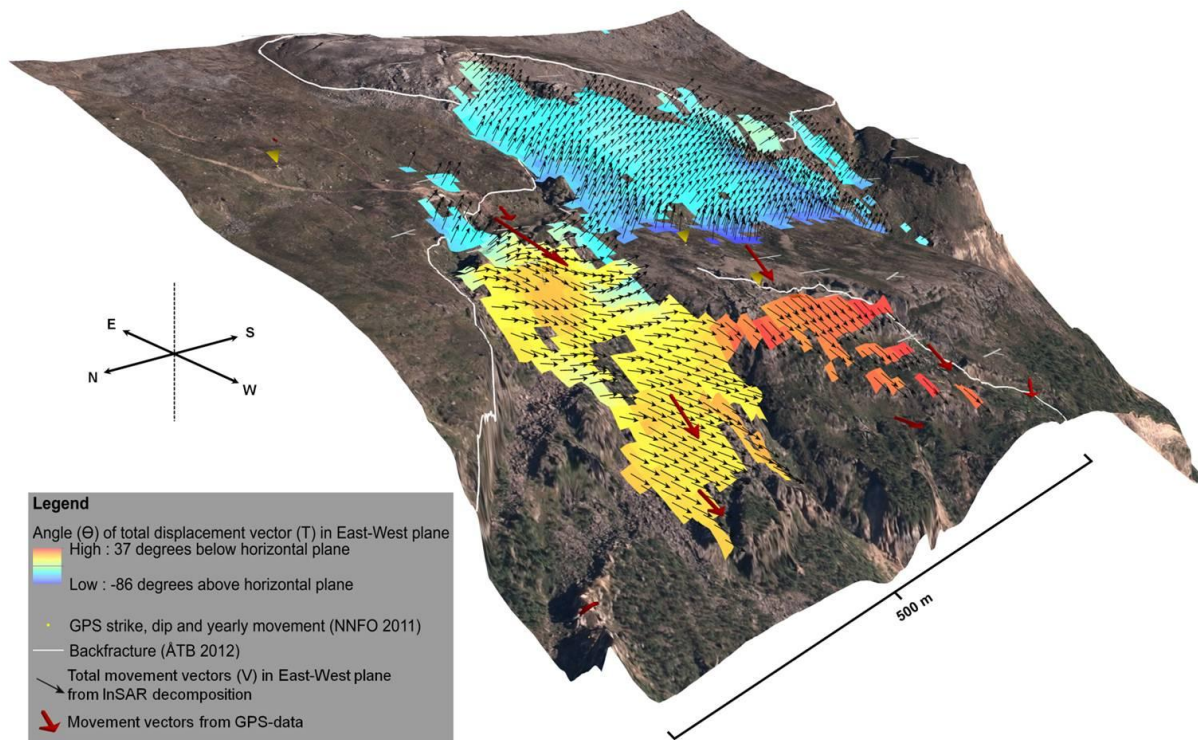 E
S
N
W
Legend
Angle (Ө) of total displacement vector (T) in East-West plane
High : 37 degrees below horizontal plane
Low : -86 degrees above horizontal plane
GPS strike, dip and yearly movement (NNFO 2011)
Backfracture (ÅTB 2012)
Total movement vectors (V) in East-West plane
from InSAR decomposition
Movement vectors from GPS-data
500 m